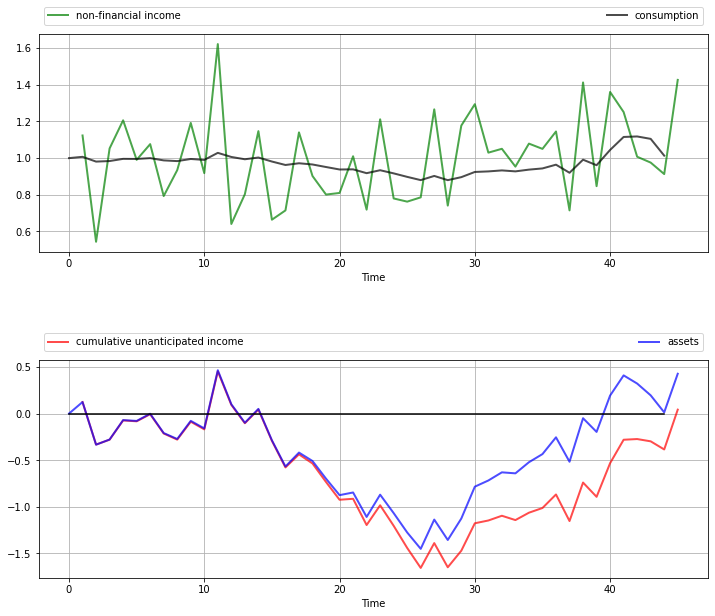 non-financial income consumption
1.6
1.4
1.2
1.0
0.8
0.6
0 10 20 30 40
Time
cumulative unanticipated income assets
0.5
0.0
−0.5
−1.0
−1.5
0 10 20 30 40
Time